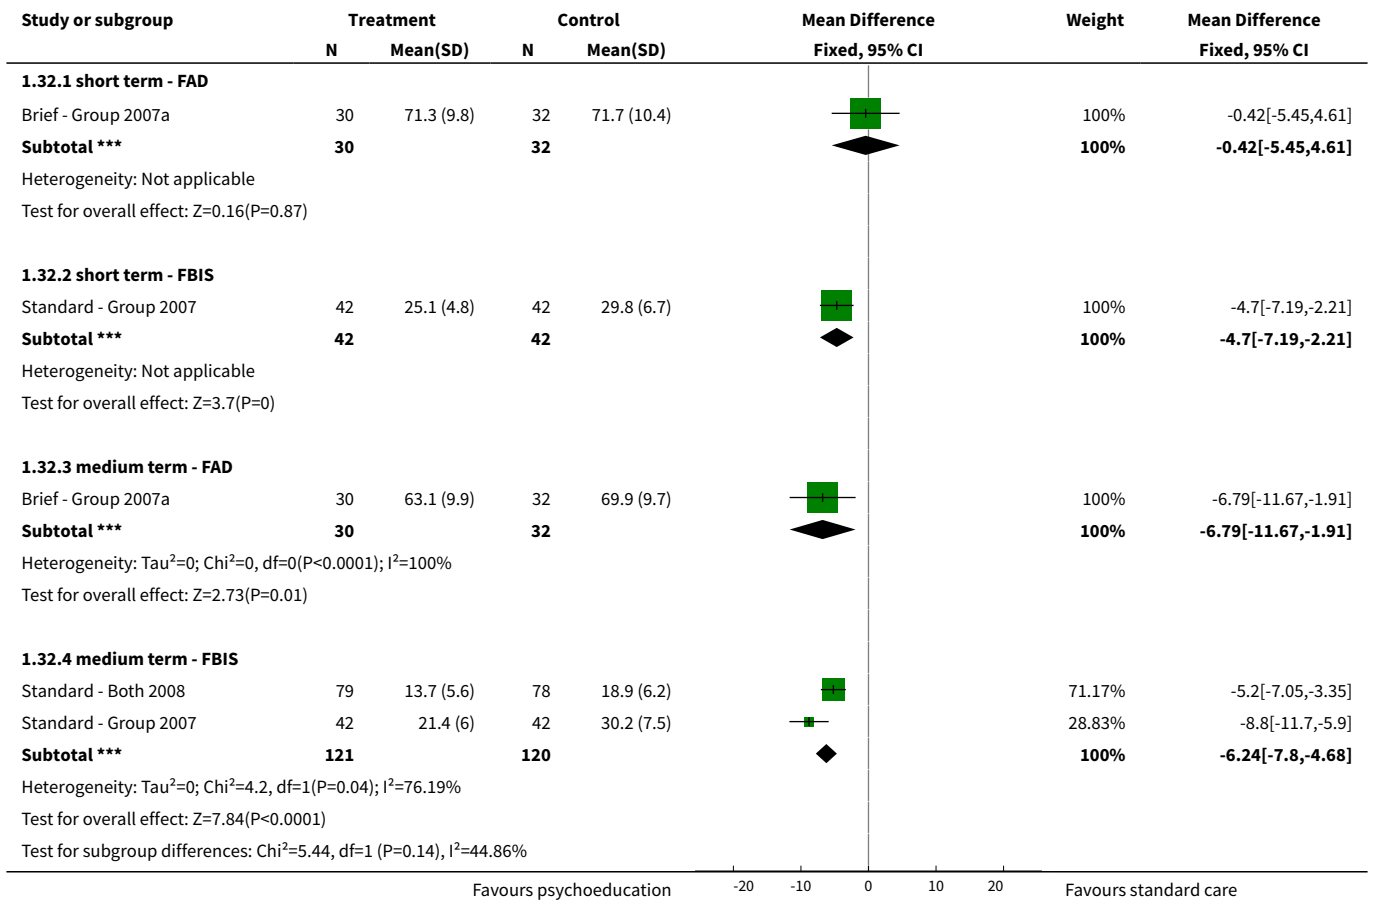 Study or subgroup Treatment Control Mean Difference Weight Mean Difference
N Mean(SD) N Mean(SD) Fixed, 95% CI Fixed, 95% CI
1.32.1 short term - FAD
Brief - Group 2007a 30 71.3 (9.8) 32 71.7 (10.4) 100% -0.42[-5.45,4.61]
Subtotal *** 30 32 100% -0.42[-5.45,4.61]
Heterogeneity: Not applicable
Test for overall effect: Z=0.16(P=0.87)
1.32.2 short term - FBIS
Standard - Group 2007 42 25.1 (4.8) 42 29.8 (6.7) 100% -4.7[-7.19,-2.21]
Subtotal *** 42 42 100% -4.7[-7.19,-2.21]
Heterogeneity: Not applicable
Test for overall effect: Z=3.7(P=0)
1.32.3 medium term - FAD
Brief - Group 2007a 30 63.1 (9.9) 32 69.9 (9.7) 100% -6.79[-11.67,-1.91]
Subtotal *** 30 32 100% -6.79[-11.67,-1.91]
Heterogeneity: Tau²=0; Chi²=0, df=0(P<0.0001); I²=100%
Test for overall effect: Z=2.73(P=0.01)
1.32.4 medium term - FBIS
Standard - Both 2008 79 13.7 (5.6) 78 18.9 (6.2) 71.17% -5.2[-7.05,-3.35]
Standard - Group 2007 42 21.4 (6) 42 30.2 (7.5) 28.83% -8.8[-11.7,-5.9]
Subtotal *** 121 120 100% -6.24[-7.8,-4.68]
Heterogeneity: Tau²=0; Chi²=4.2, df=1(P=0.04); I²=76.19%
Test for overall effect: Z=7.84(P<0.0001)
Test for subgroup differences: Chi²=5.44, df=1 (P=0.14), I²=44.86%
Favours psychoeducation -20 -10 0 10 20 Favours standard care